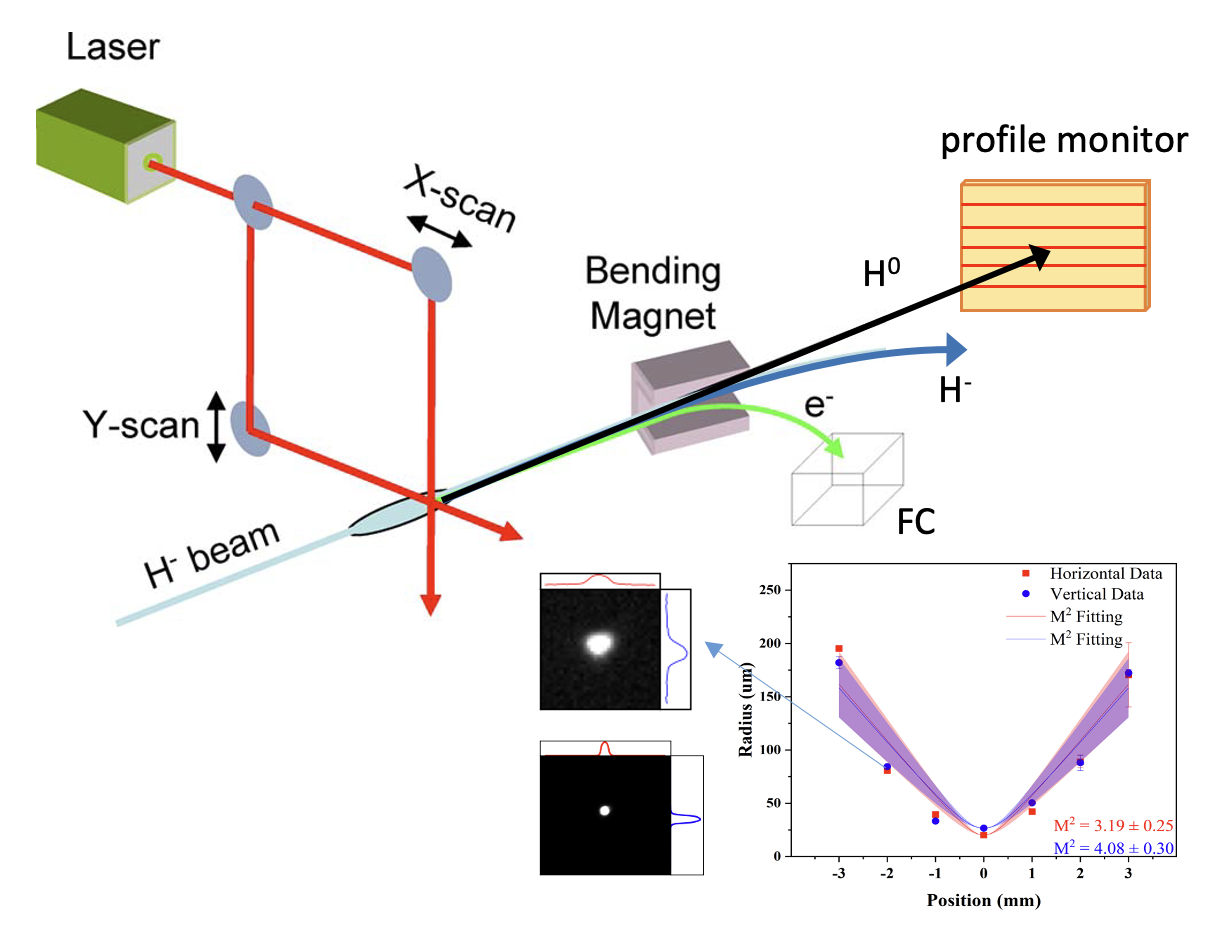 Laser
profile monitor
X-scan
Bending
Magnet
H⁰
H⁻
e⁻
Y-scan
FC
H⁻ beam
Horizontal Data
Vertical Data
M² Fitting
M² Fitting
250
200
150
100
50
0
Radius (um)
M² = 3.19 ± 0.25
M² = 4.08 ± 0.30
-3 -2 -1 0 1 2 3
Position (mm)